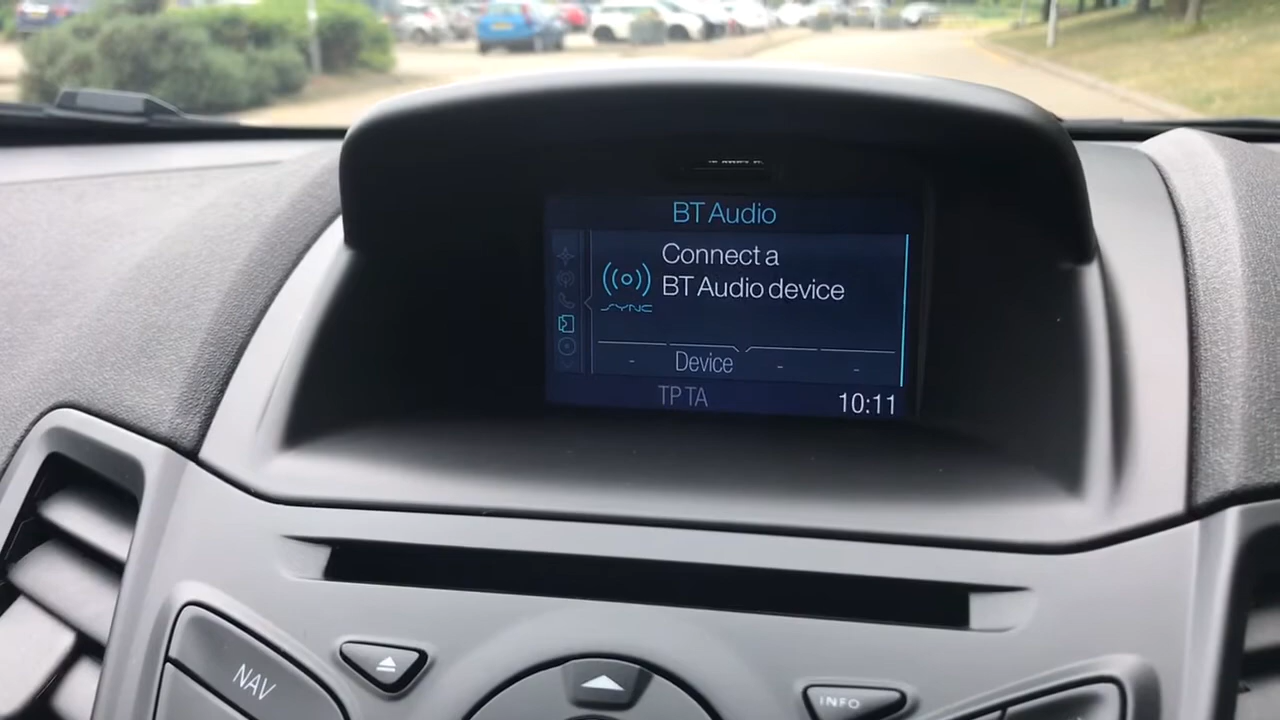 BT Audio
Connect a
BT Audio device
SYNC
- Device - -
TP TA
10:11
NAV
INFO